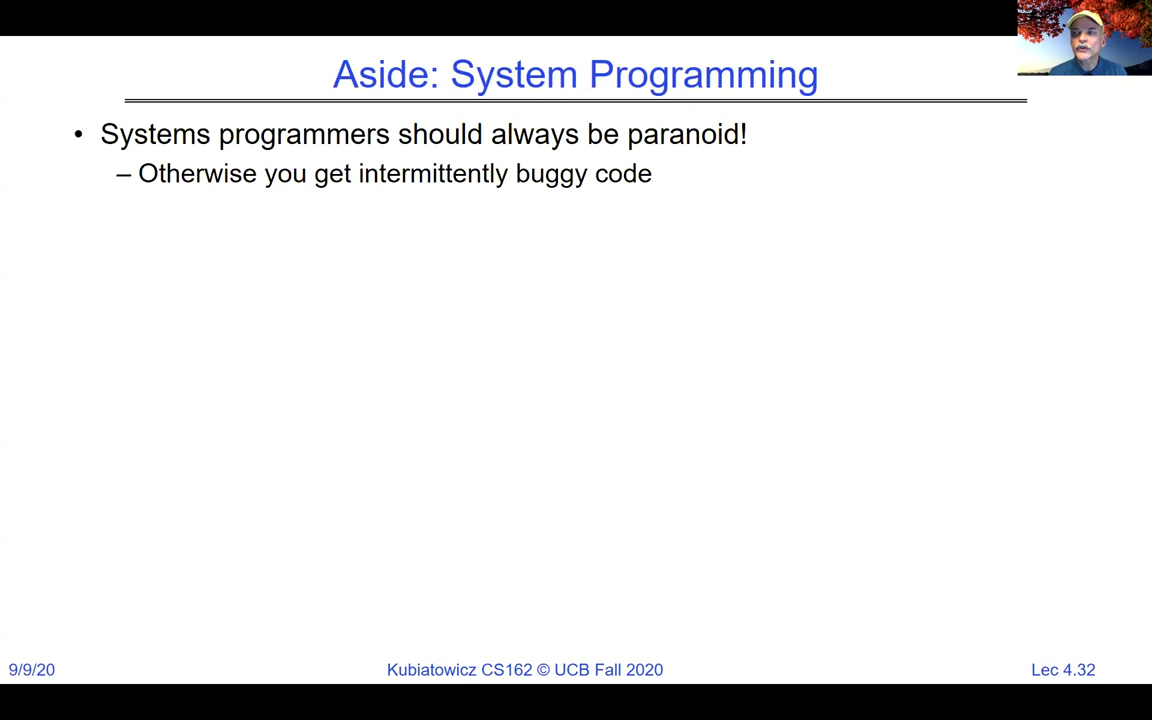 Aside: System Programming
• Systems programmers should always be paranoid!
– Otherwise you get intermittently buggy code
9/9/20
Kubiatowicz CS162 © UCB Fall 2020
Lec 4.32